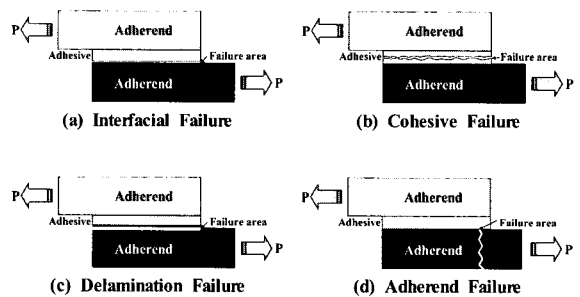 P
Adherend
Adhesive
Failure area
Adherend
P
(a) Interfacial Failure
P
Adherend
Adhesive
Failure area
Adherend
P
(b) Cohesive Failure
P
Adherend
Adhesive
Failure area
Adherend
P
(c) Delamination Failure
P
Adherend
Adhesive
Failure area
Adherend
P
(d) Adherend Failure